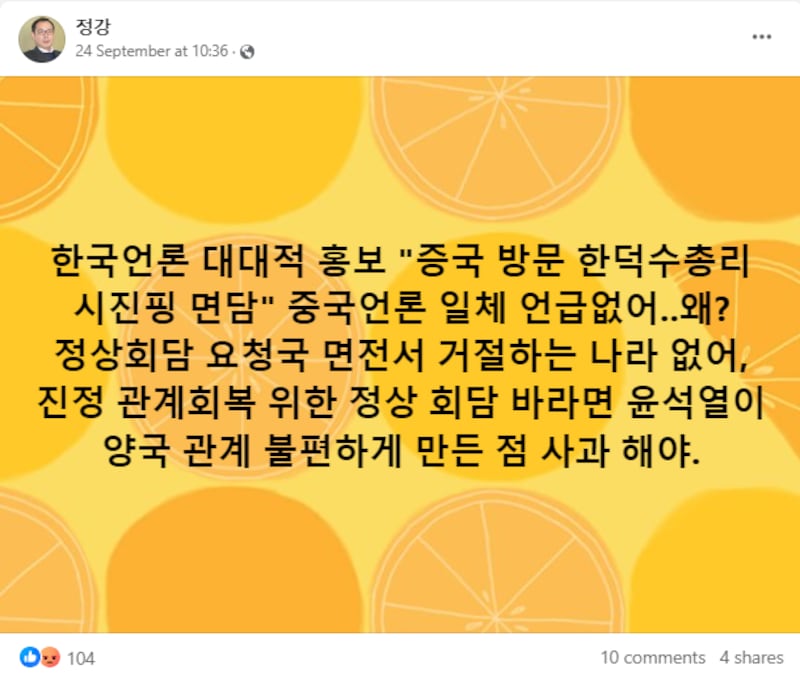 정강
24 September at 10:36 ·
한국언론 대대적 홍보 "중국 방문 한덕수총리
시진핑 면담" 중국언론 일체 언급없어..왜?
정상회담 요청국 면전서 거절하는 나라 없어,
진정 관계회복 위한 정상 회담 바라면 윤석열이
양국 관계 불편하게 만든 점 사과 해야.
104
10 comments 4 shares